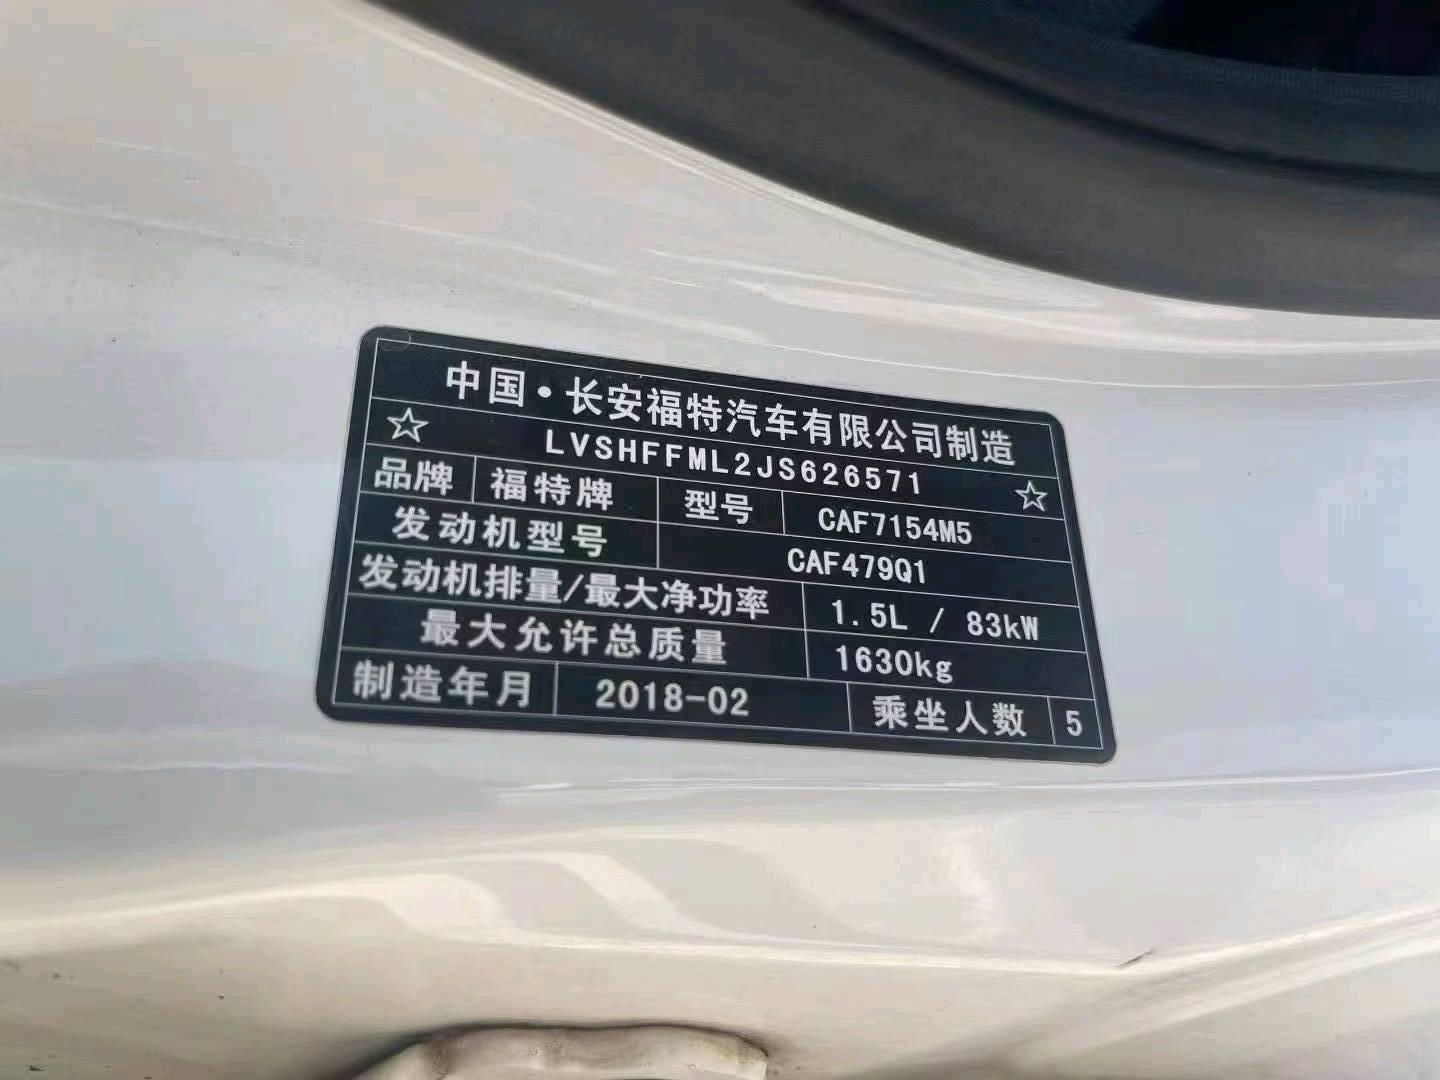 中国·长安福特汽车有限公司制造
☆ LVSHFFML2JS626571 ☆
品牌 福特牌 型号 CAF7154M5
发动机型号 CAF479Q1
发动机排量/最大净功率 1.5L / 83kW
最大允许总质量 1630kg
制造年月 2018-02 乘坐人数 5